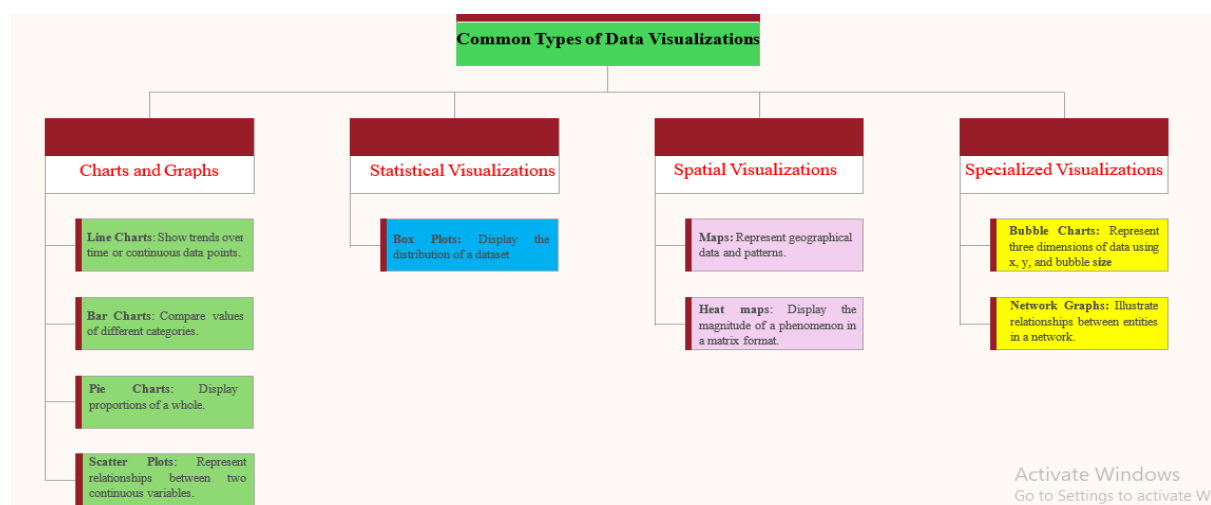 Common Types of Data Visualizations
Charts and Graphs
Line Charts: Show trends over
time or continuous data points.
Bar Charts: Compare values
of different categories.
Pie Charts: Display
proportions of a whole.
Scatter Plots: Represent
relationships between two
continuous variables.
Statistical Visualizations
Box Plots: Display the
distribution of a dataset
Spatial Visualizations
Maps: Represent geographical
data and patterns.
Heat maps: Display the
magnitude of a phenomenon in
a matrix format.
Specialized Visualizations
Bubble Charts: Represent
three dimensions of data using
x, y, and bubble size
Network Graphs: Illustrate
relationships between entities
in a network.
Activate Windows
Go to Settings to activate W